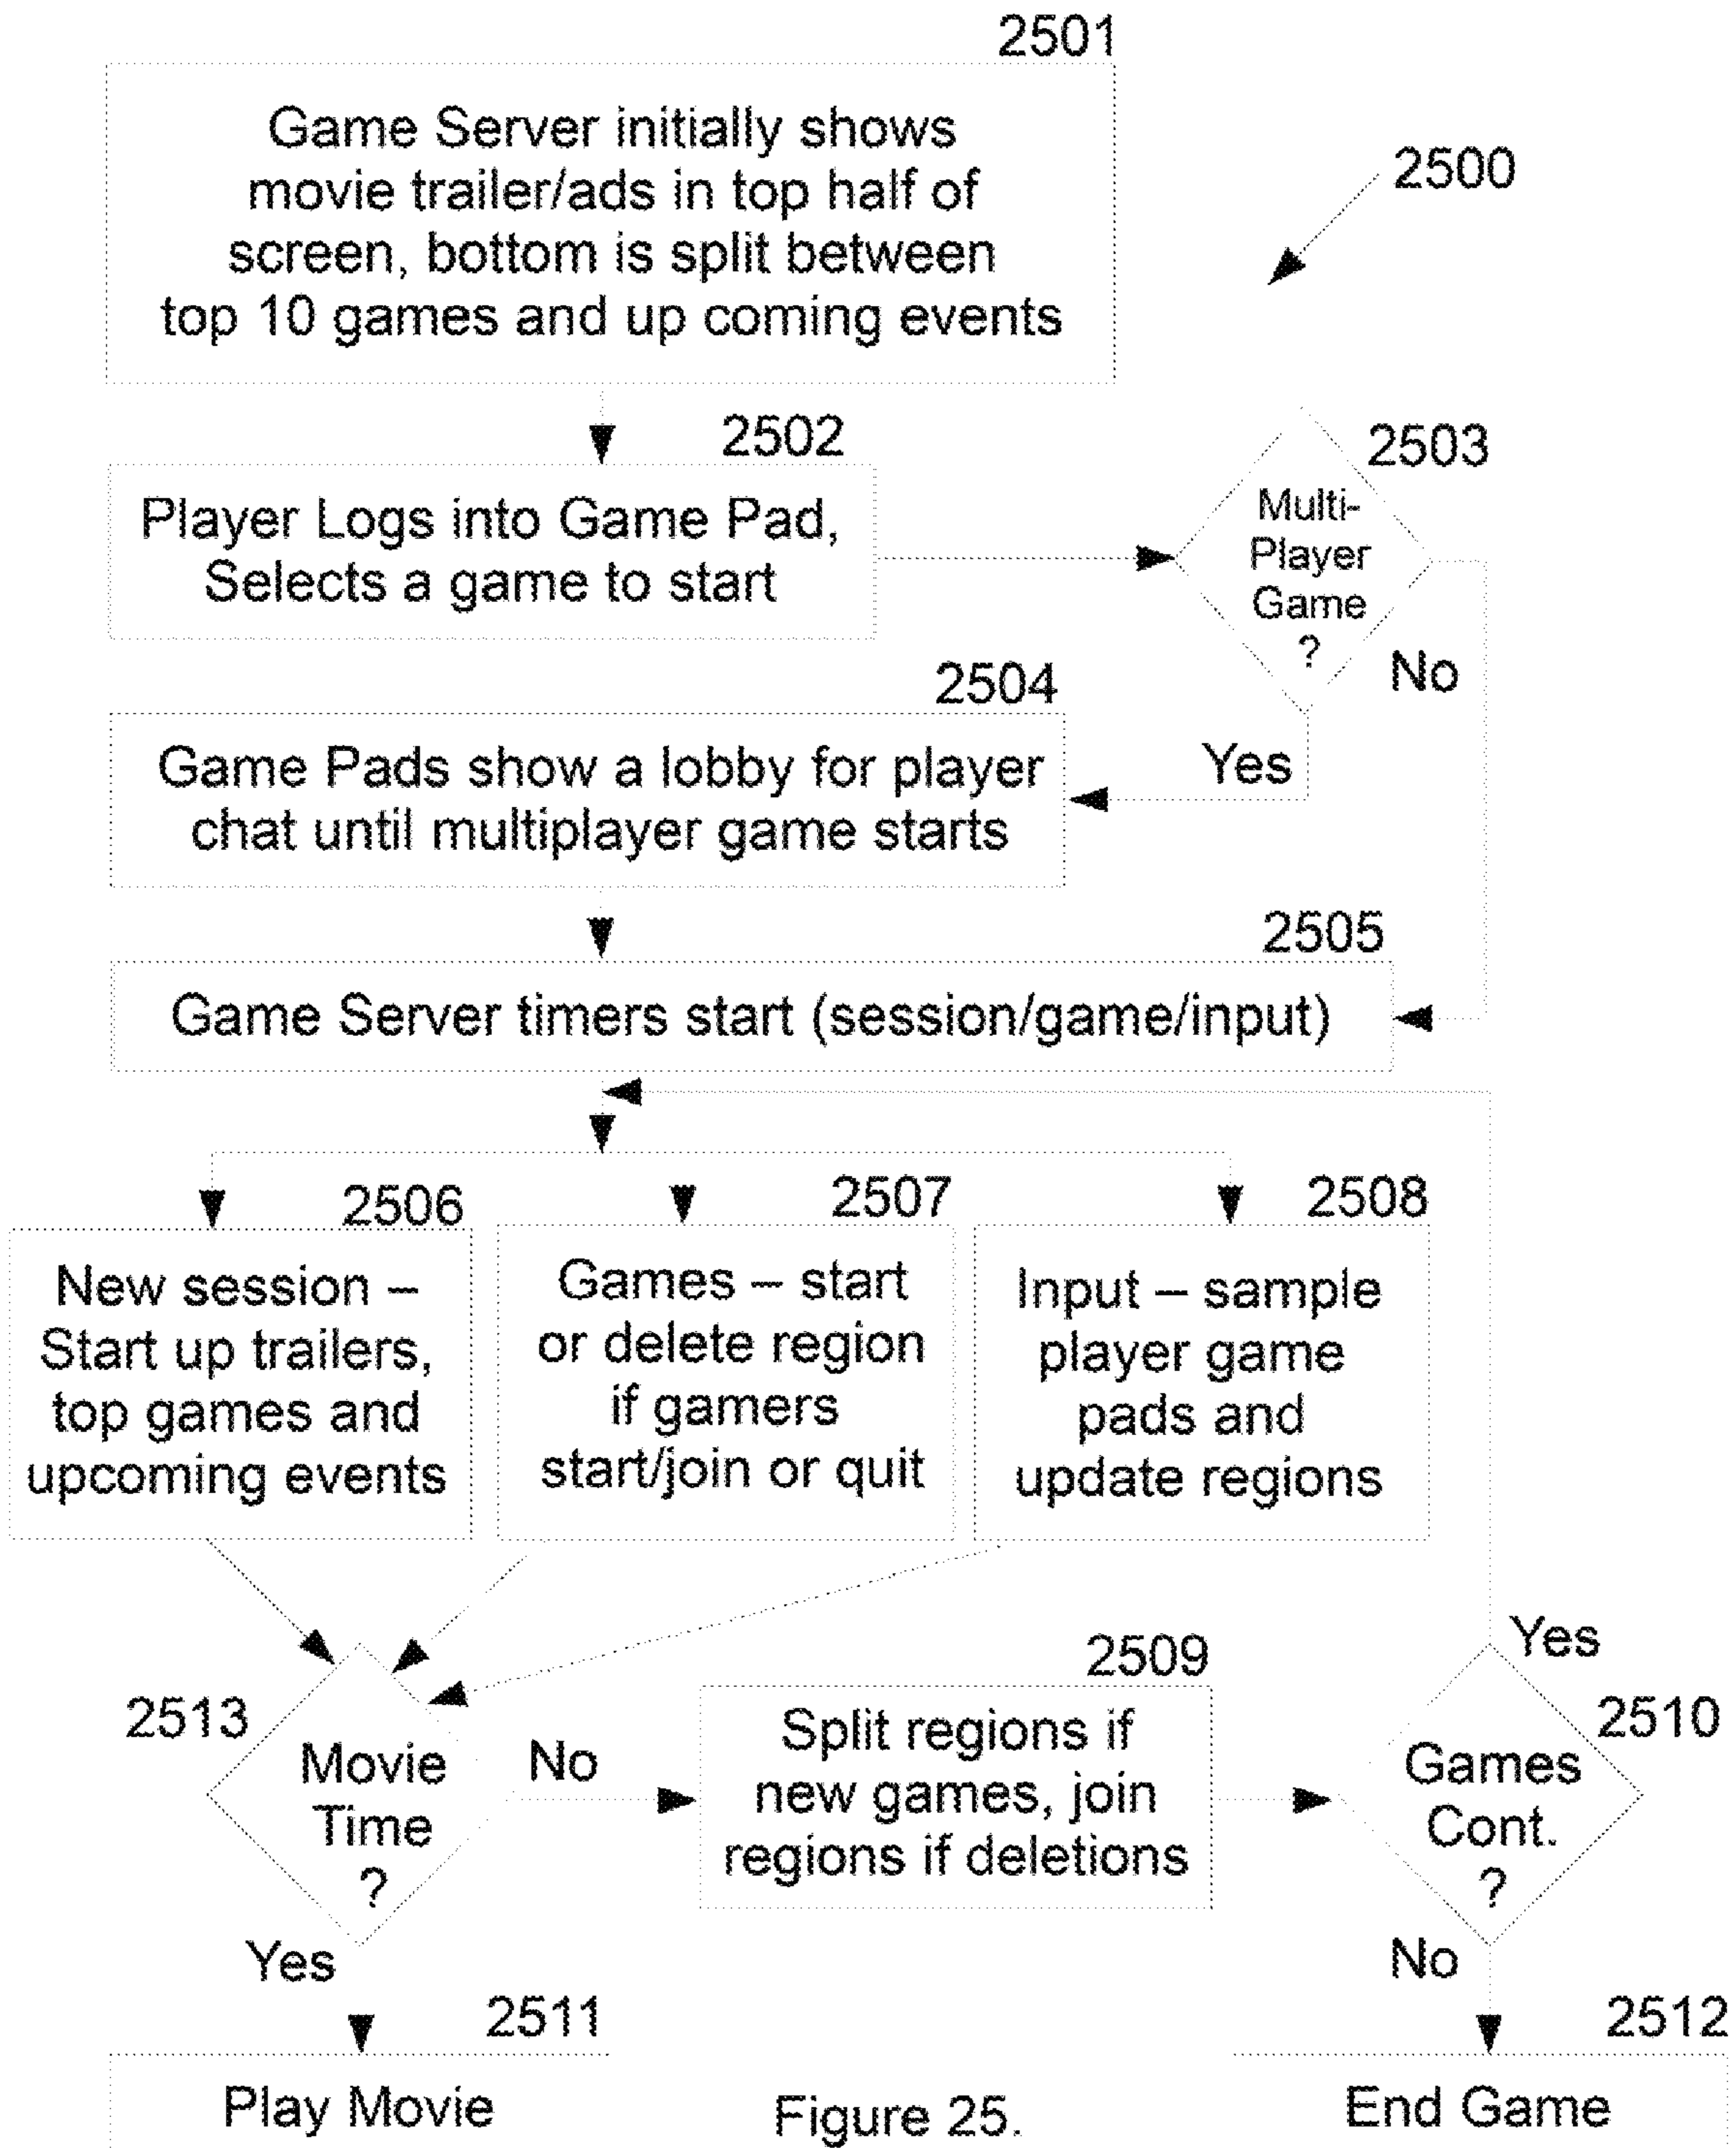 2501
Game Server initially shows
movie trailer/ads in top half of
screen, bottom is split between
top 10 games and up coming events
2500
2502
Player Logs into Game Pad,
Selects a game to start
2503
Multi-
Player
Game
?
No
Yes
2504
Game Pads show a lobby for player
chat until multiplayer game starts
2505
Game Server timers start (session/game/input)
2506
New session –
Start up trailers,
top games and
upcoming events
2507
Games – start
or delete region
if gamers
start/join or quit
2508
Input – sample
player game
pads and
update regions
2513
Movie
Time
?
No
Yes
2509
Split regions if
new games, join
regions if deletions
2510
Games
Cont.
?
Yes
No
2511
Play Movie
2512
End Game
Figure 25.